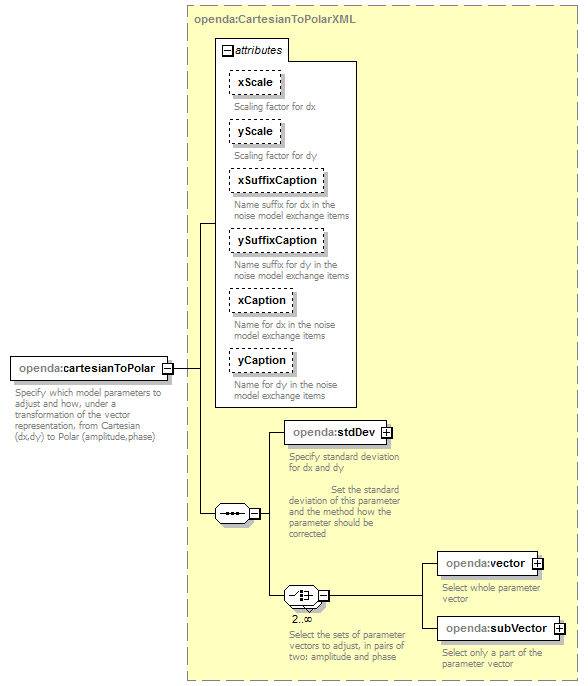 openda:CartesianToPolarXML
attributes
xScale
Scaling factor for dx
yScale
Scaling factor for dy
xSuffixCaption
Name suffix for dx in the
noise model exchange items
ySuffixCaption
Name suffix for dy in the
noise model exchange items
xCaption
Name for dx in the noise
model exchange items
yCaption
Name for dy in the noise
model exchange items
openda:cartesianToPolar
Specify which model parameters to
adjust and how, under a
transformation of the vector
representation, from Cartesian
(dx,dy) to Polar (amplitude,phase)
openda:stdDev
Specify standard deviation
for dx and dy
Set the standard
deviation of this parameter
and the method how the
parameter should be
corrected
2..∞
Select the sets of parameter
vectors to adjust, in pairs of
two: amplitude and phase
openda:vector
Select whole parameter
vector
openda:subVector
Select only a part of the
parameter vector